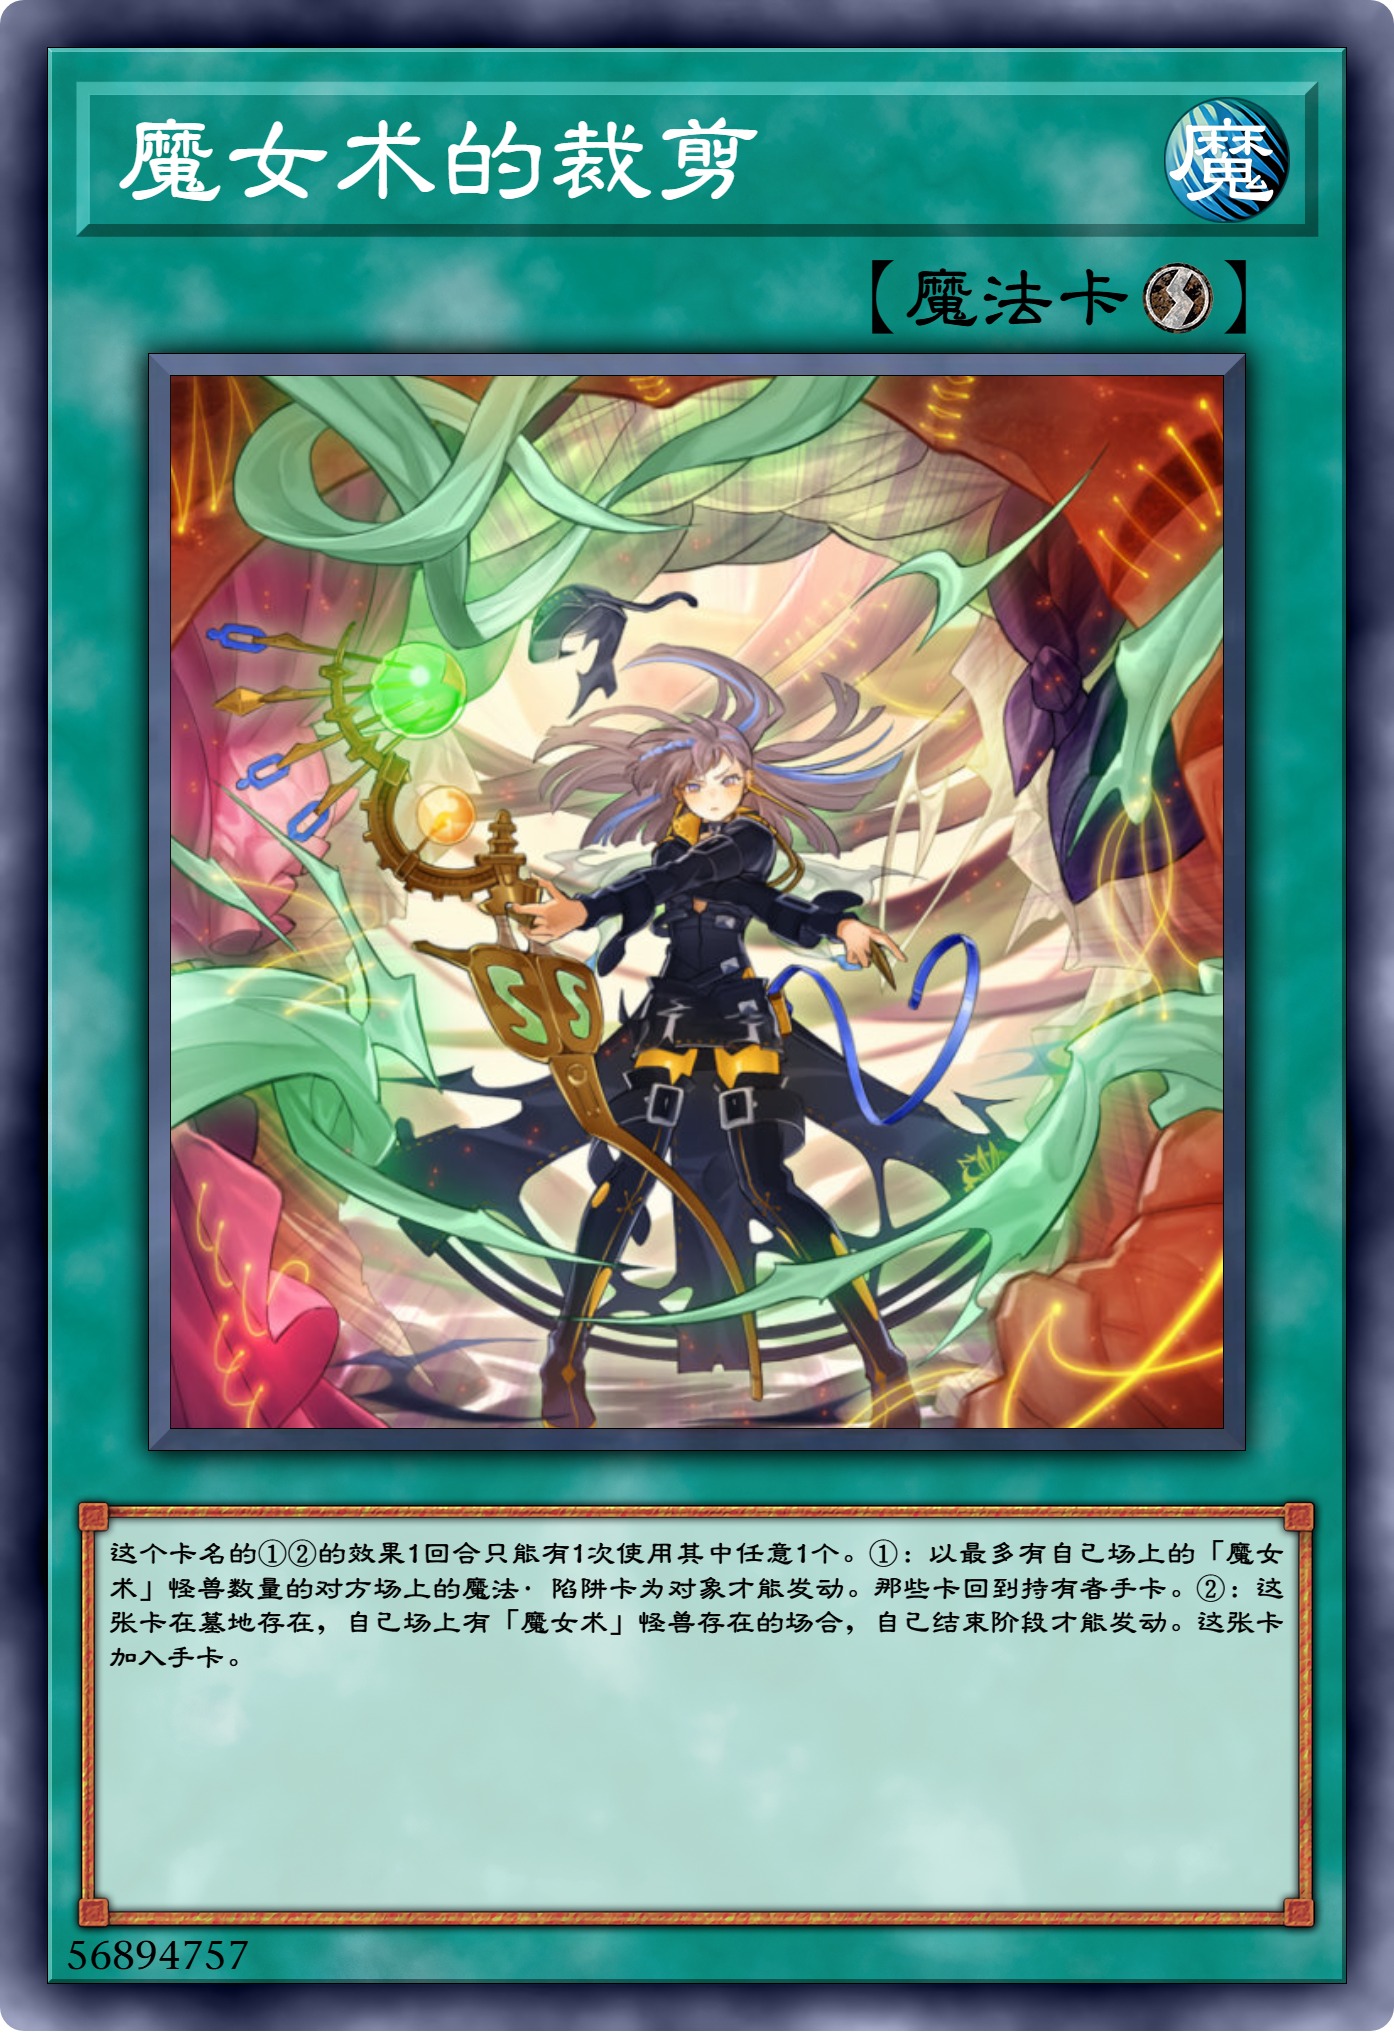 魔女术的裁剪
魔
【魔法卡】
这个卡名的①②的效果1回合只能有1次使用其中任意1个。①：以最多有自己场上的「魔女
术」怪兽数量的对方场上的魔法·陷阱卡为对象才能发动。那些卡回到持有者手卡。②：这
张卡在墓地存在，自己场上有「魔女术」怪兽存在的场合，自己结束阶段才能发动。这张卡
加入手卡。
56894757